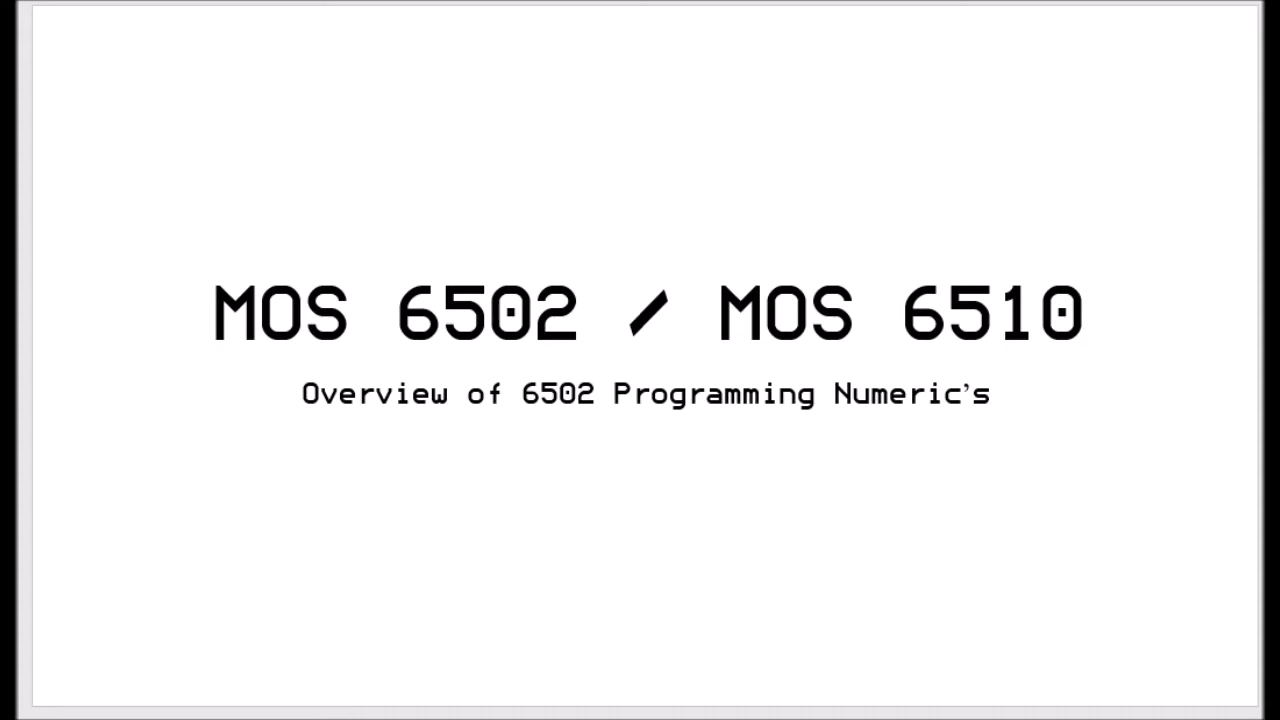 MOS 6502 / MOS 6510
Overview of 6502 Programming Numeric’s